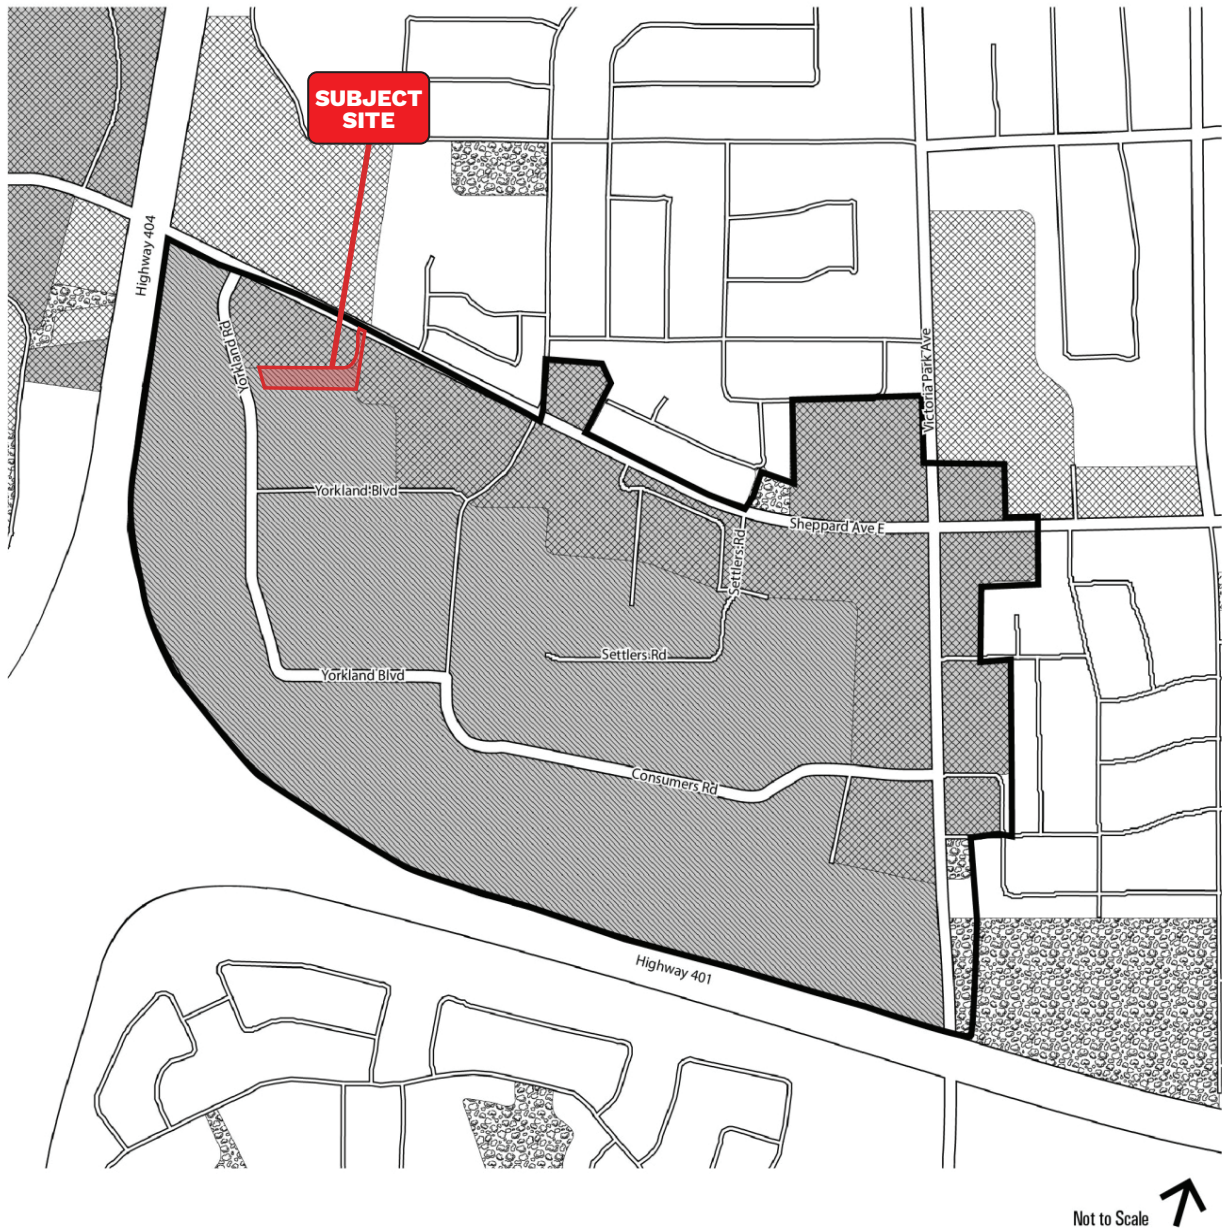 SUBJECT
SITE
Highway 404
Yorkland Rd
Victoria Park Ave
Yorkland Blvd
Sheppard Ave E
Settlers Rd
Settlers Rd
Yorkland Blvd
Consumers Rd
Highway 401
Not to Scale